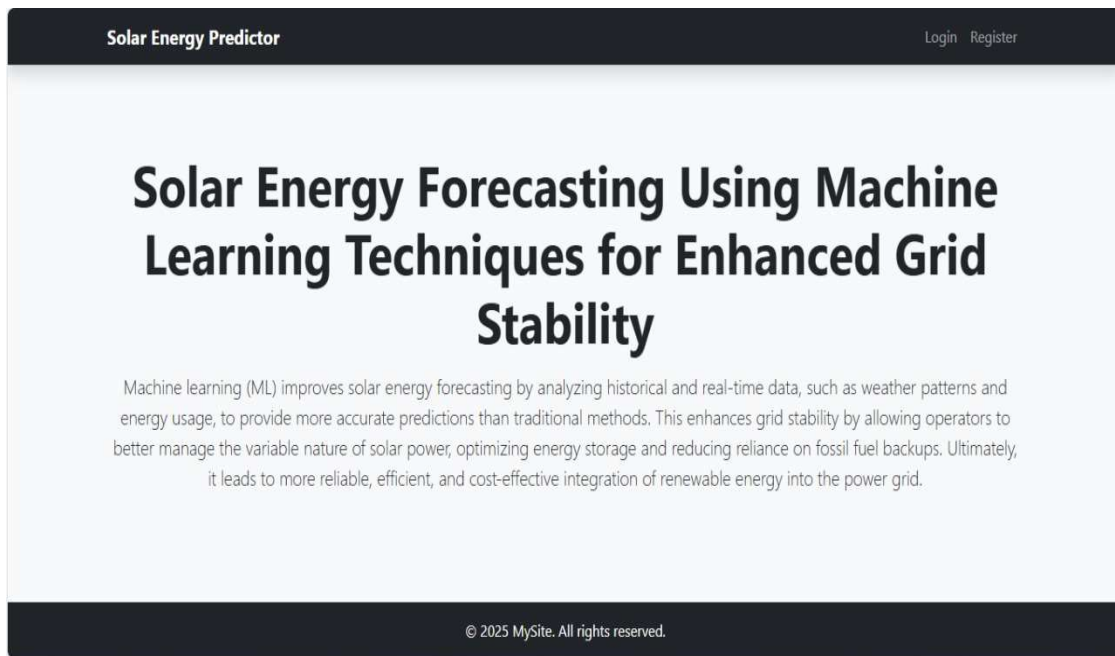 Solar Energy Predictor
Login Register
Solar Energy Forecasting Using Machine
Learning Techniques for Enhanced Grid
Stability
Machine learning (ML) improves solar energy forecasting by analyzing historical and real-time data, such as weather patterns and
energy usage, to provide more accurate predictions than traditional methods. This enhances grid stability by allowing operators to
better manage the variable nature of solar power, optimizing energy storage and reducing reliance on fossil fuel backups. Ultimately,
it leads to more reliable, efficient, and cost-effective integration of renewable energy into the power grid.
© 2025 MySite. All rights reserved.